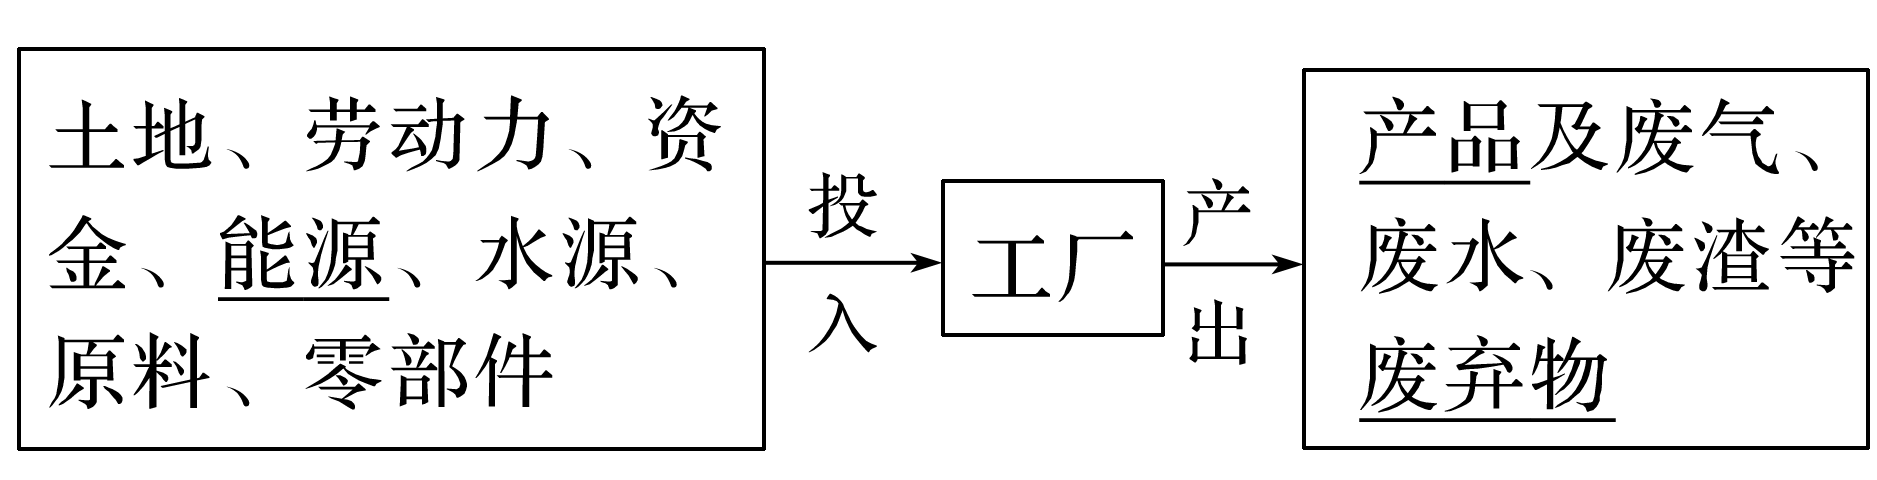 土地、劳动力、资
金、能源、水源、
原料、零部件
投入
工厂
产出
产品及废气、
废水、废渣等
废弃物